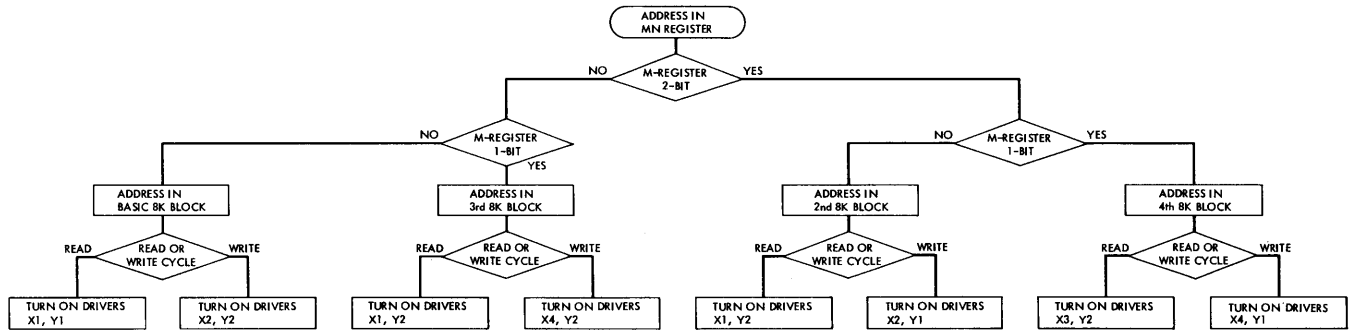 ADDRESS IN
MN REGISTER
NO
M-REGISTER
2-BIT
YES
NO
M-REGISTER
1-BIT
YES
NO
M-REGISTER
1-BIT
YES
ADDRESS IN
BASIC 8K BLOCK
ADDRESS IN
3rd 8K BLOCK
ADDRESS IN
2nd 8K BLOCK
ADDRESS IN
4th 8K BLOCK
READ
READ OR
WRITE CYCLE
WRITE
READ
READ OR
WRITE CYCLE
WRITE
READ
READ OR
WRITE CYCLE
WRITE
READ
READ OR
WRITE CYCLE
WRITE
TURN ON DRIVERS
X1, Y1
TURN ON DRIVERS
X2, Y2
TURN ON DRIVERS
X1, Y2
TURN ON DRIVERS
X4, Y2
TURN ON DRIVERS
X1, Y2
TURN ON DRIVERS
X2, Y1
TURN ON DRIVERS
X3, Y2
TURN ON DRIVERS
X4, Y1